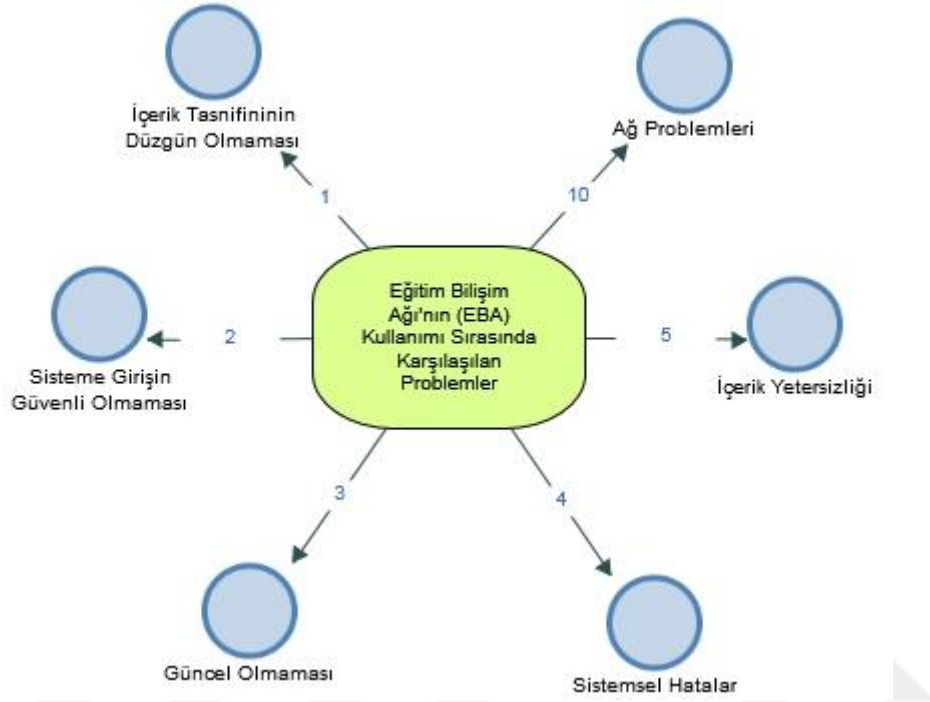 İçerik Tasnifininin
Düzgün Olmaması
Ağ Problemleri
1
10
Eğitim Bilişim
Ağı'nın (EBA)
Kullanımı Sırasında
Karşılaşılan
Problemler
2
5
Sisteme Girişin
Güvenli Olmaması
İçerik Yetersizliği
3
4
Güncel Olmaması
Sistemsel Hatalar